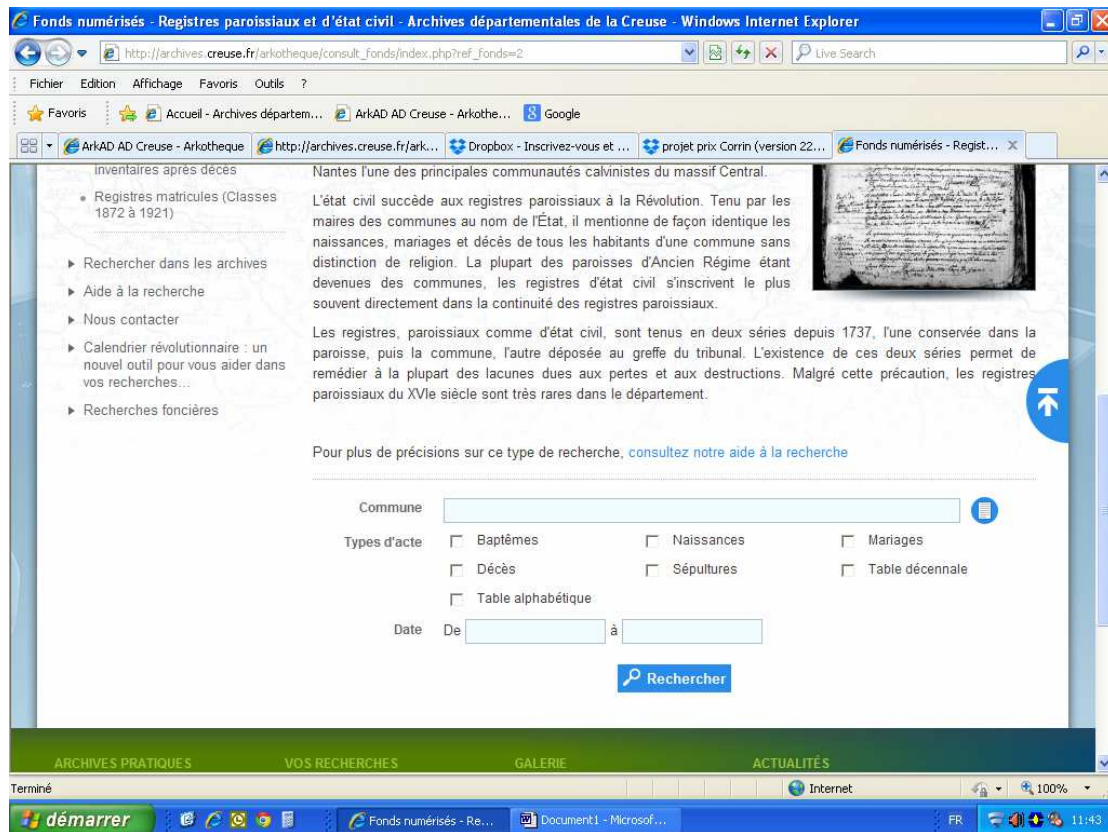 Fonds numérisés - Registres paroissiaux et d'état civil - Archives départementales de la Creuse - Windows Internet Explorer
http://archives.creuse.fr/arkotheque/consult_fonds/index.php?ref_fonds=2
Live Search
Fichier Edition Affichage Favoris Outils ?
Favoris Accueil - Archives départem... ArkAD AD Creuse - Arkothe... Google
ArkAD AD Creuse - Arkotheque http://archives.creuse.fr/ark... Dropbox - Inscrivez-vous et ... projet prix Corrin (version 22... Fonds numérisés - Regist... X
inventaires après décès
Registres matricules (Classes
1872 à 1921)
Rechercher dans les archives
Aide à la recherche
Nous contacter
Calendrier révolutionnaire : un
nouvel outil pour vous aider dans
vos recherches...
Recherches foncières
Nantes l'une des principales communautés calvinistes du massif Central.
L'état civil succède aux registres paroissiaux à la Révolution. Tenu par les
maires des communes au nom de l'État, il mentionne de façon identique les
naissances, mariages et décès de tous les habitants d'une commune sans
distinction de religion. La plupart des paroisses d'Ancien Régime étant
devenues des communes, les registres d'état civil s'inscrivent le plus
souvent directement dans la continuité des registres paroissiaux.
Les registres, paroissiaux comme d'état civil, sont tenus en deux séries depuis 1737, l'une conservée dans la
paroisse, puis la commune, l'autre déposée au greffe du tribunal. L'existence de ces deux séries permet de
remédier à la plupart des lacunes dues aux pertes et aux destructions. Malgré cette précaution, les registres
paroissiaux du XVIe siècle sont très rares dans le département.
Pour plus de précisions sur ce type de recherche, consultez notre aide à la recherche
Commune
Types d'acte Baptêmes Naissances Mariages
Décès Sépultures Table décennale
Table alphabétique
Date De à
Rechercher
ARCHIVES PRATIQUES VOS RECHERCHES GALERIE ACTUALITÉS
Terminé Internet 100%
démarrer Fonds numérisés - Re... Document1 - Microsof... FR 11:43